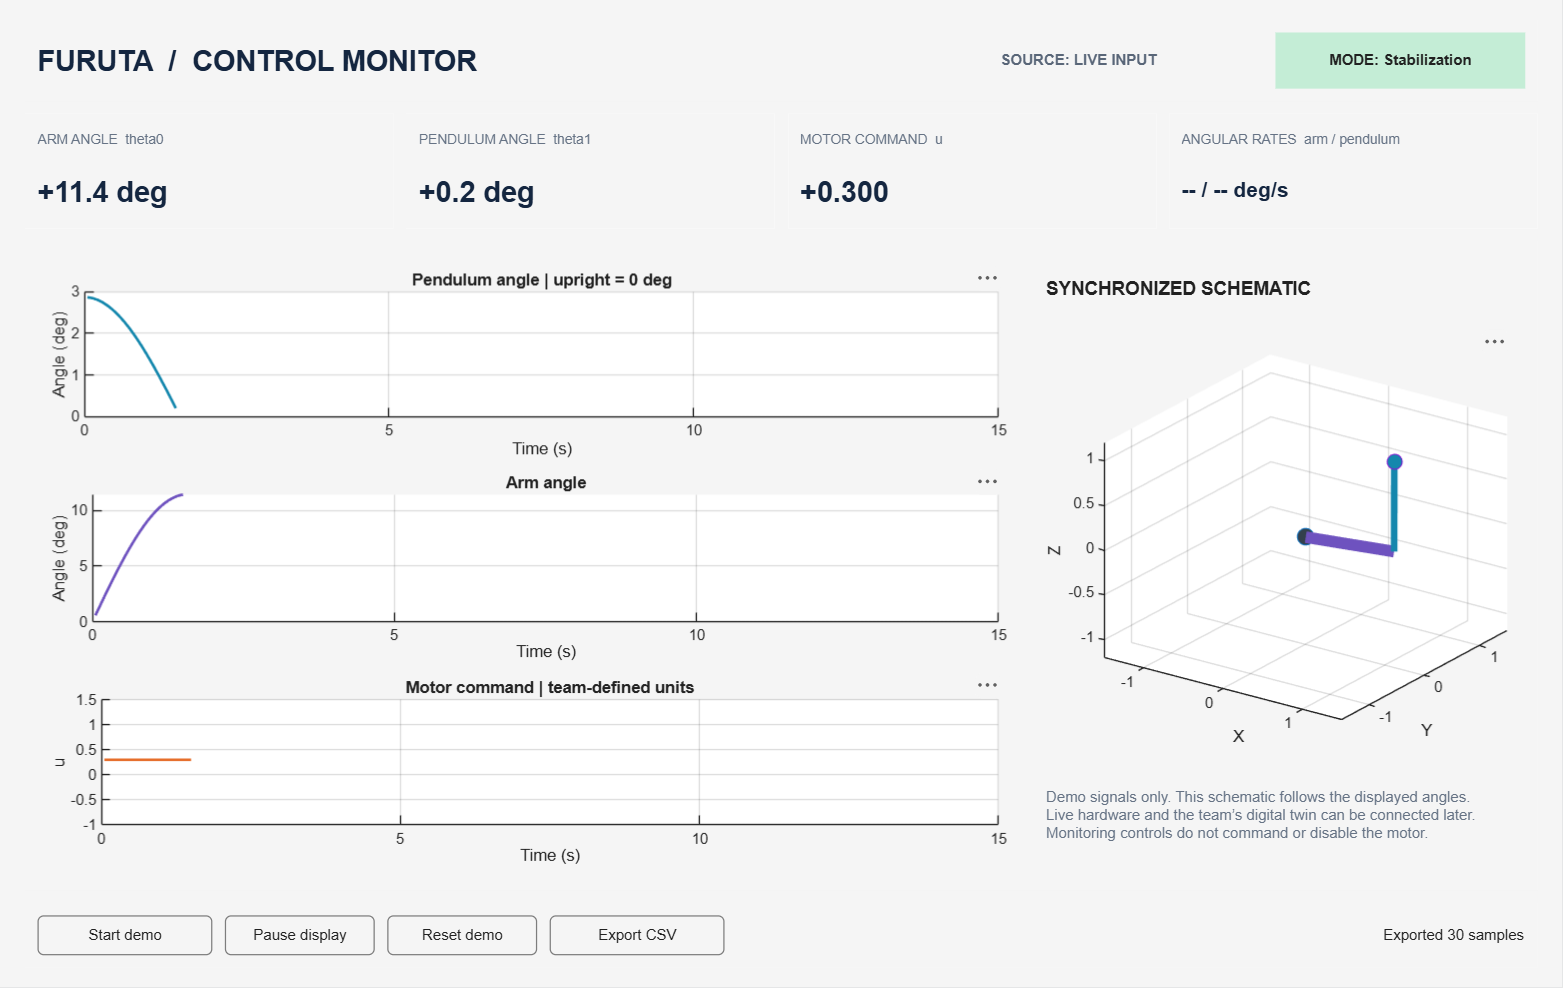 FURUTA / CONTROL MONITOR
SOURCE: LIVE INPUT
MODE: Stabilization
ARM ANGLE theta0
PENDULUM ANGLE theta1
MOTOR COMMAND u
ANGULAR RATES arm / pendulum
+11.4 deg
+0.2 deg
+0.300
-- / -- deg/s
Pendulum angle | upright = 0 deg
Angle (deg)
3
2
1
0
0 5 10 15
Time (s)
Arm angle
Angle (deg)
10
5
0
0 5 10 15
Time (s)
Motor command | team-defined units
u
1.5
1
0.5
0
-0.5
-1
0 5 10 15
Time (s)
SYNCHRONIZED SCHEMATIC
Z
1
0.5
0
-0.5
-1
-1 0 1
X
-1 0 1
Y
Demo signals only. This schematic follows the displayed angles.
Live hardware and the team's digital twin can be connected later.
Monitoring controls do not command or disable the motor.
Start demo
Pause display
Reset demo
Export CSV
Exported 30 samples